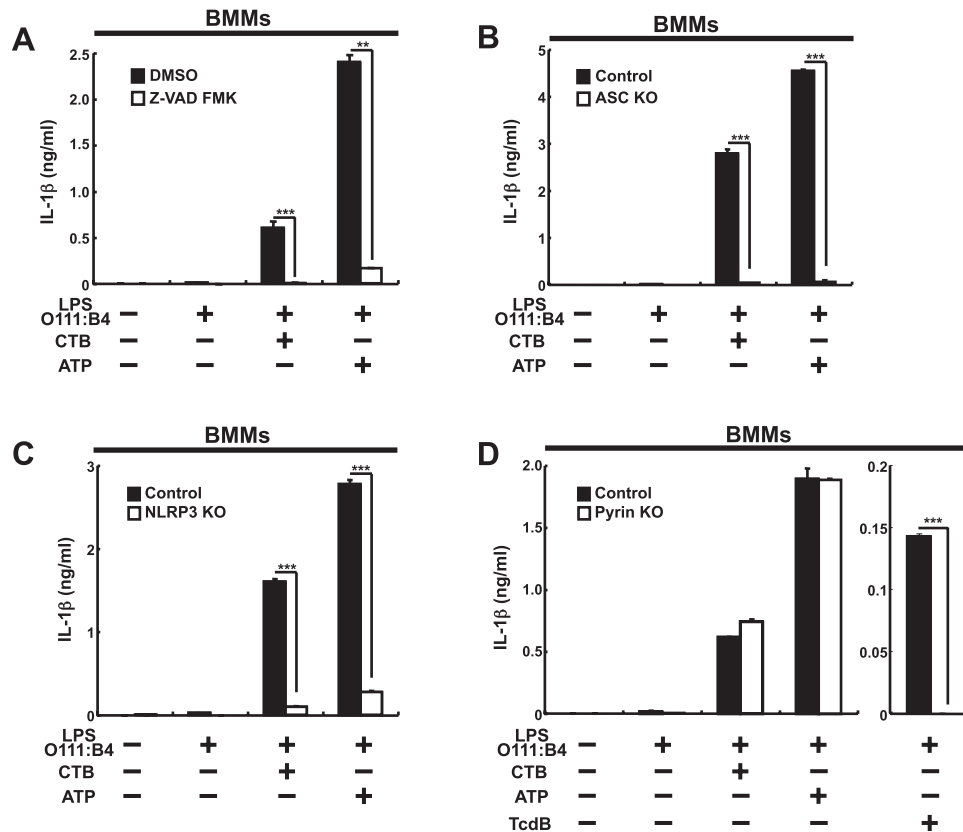 A
BMMs
IL-1β (ng/ml)
2.5
2.0
1.5
1.0
0.5
0
DMSO
Z-VAD FMK
***
**
LPS O111:B4 − + + +
CTB − − + −
ATP − − − +
B
BMMs
IL-1β (ng/ml)
5
4
3
2
1
0
Control
ASC KO
***
***
LPS O111:B4 − + + +
CTB − − + −
ATP − − − +
C
BMMs
IL-1β (ng/ml)
3
2
1
0
Control
NLRP3 KO
***
***
LPS O111:B4 − + + +
CTB − − + −
ATP − − − +
D
BMMs
IL-1β (ng/ml)
2.0
1.5
1.0
0.5
0
Control
Pyrin KO
0.2
0.15
0.1
0.05
0
***
LPS O111:B4 − + + + +
CTB − − + − −
ATP − − − + −
TcdB − − − − +